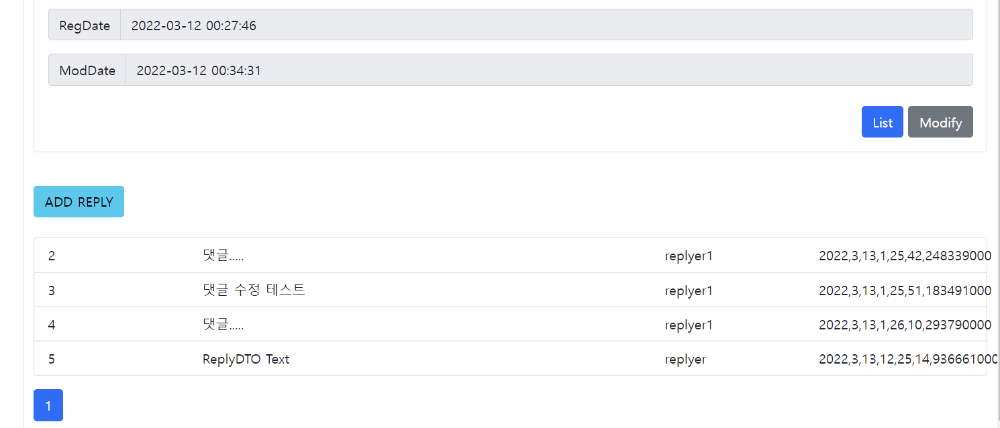 RegDate 2022-03-12 00:27:46
ModDate 2022-03-12 00:34:31
List Modify
ADD REPLY
2 댓글..... replyer1 2022,3,13,1,25,42,248339000
3 댓글 수정 테스트 replyer1 2022,3,13,1,25,51,183491000
4 댓글..... replyer1 2022,3,13,1,26,10,293790000
5 ReplyDTO Text replyer 2022,3,13,12,25,14,936661000
1